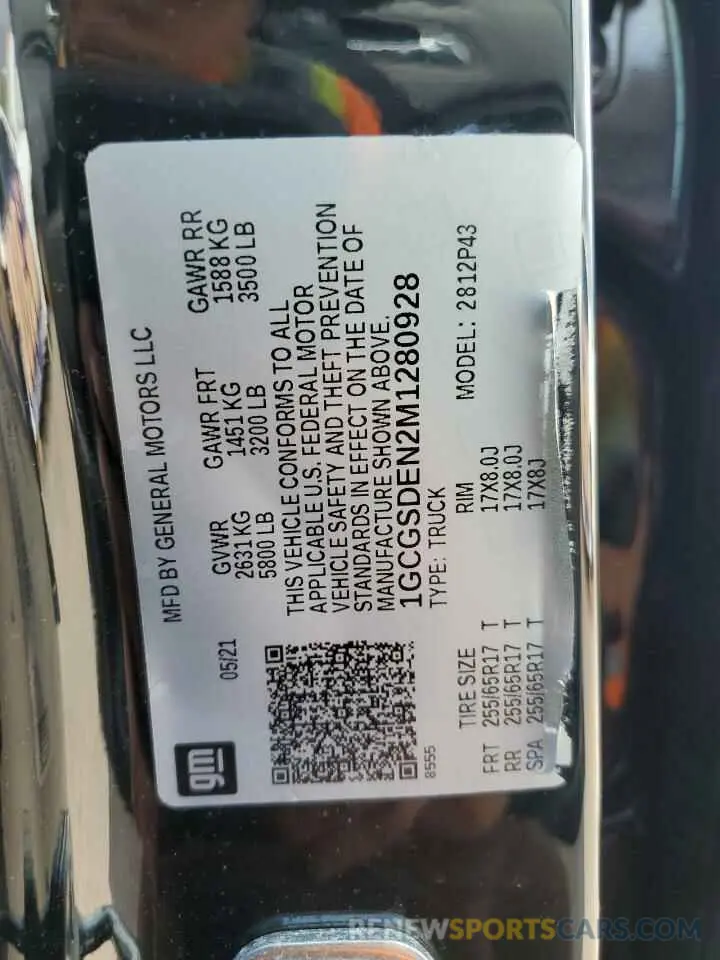 gm
05/21
MFD BY GENERAL MOTORS LLC
GVWR GAWR FRT GAWR RR
2631 KG 1451 KG 1588 KG
5800 LB 3200 LB 3500 LB
THIS VEHICLE CONFORMS TO ALL
APPLICABLE U.S. FEDERAL MOTOR
VEHICLE SAFETY AND THEFT PREVENTION
STANDARDS IN EFFECT ON THE DATE OF
MANUFACTURE SHOWN ABOVE.
1GCGSDEN2M1280928
8555
TYPE: TRUCK MODEL: 2812P43
TIRE SIZE RIM
FRT 255/65R17 T 17X8.0J
RR 255/65R17 T 17X8.0J
SPA 255/65R17 T 17X8J
RENEWSPORTSCARS.COM